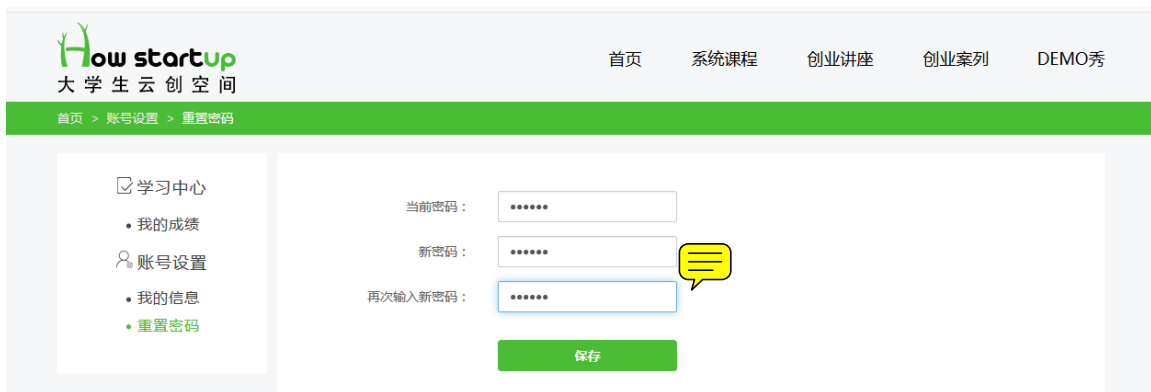 How startup
大学生云创空间
首页 系统课程 创业讲座 创业案列 DEMO秀
首页 > 账号设置 > 重置密码
学习中心
• 我的成绩
账号设置
• 我的信息
• 重置密码
当前密码： ••••••
新密码： ••••••
再次输入新密码： ••••••
保存